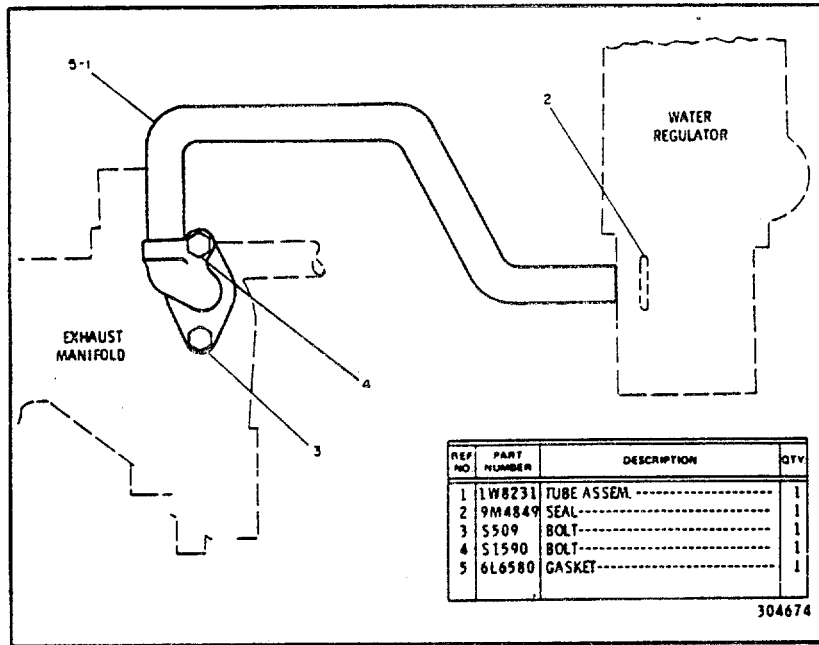 5-1
2
WATER
REGULATOR
EXHAUST
MANIFOLD
4
3
REF NO PART NUMBER DESCRIPTION QTY
1 1W8231 TUBE ASSEM. 1
2 9M4849 SEAL 1
3 S509 BOLT 1
4 S1590 BOLT 1
5 6L6580 GASKET 1
304674